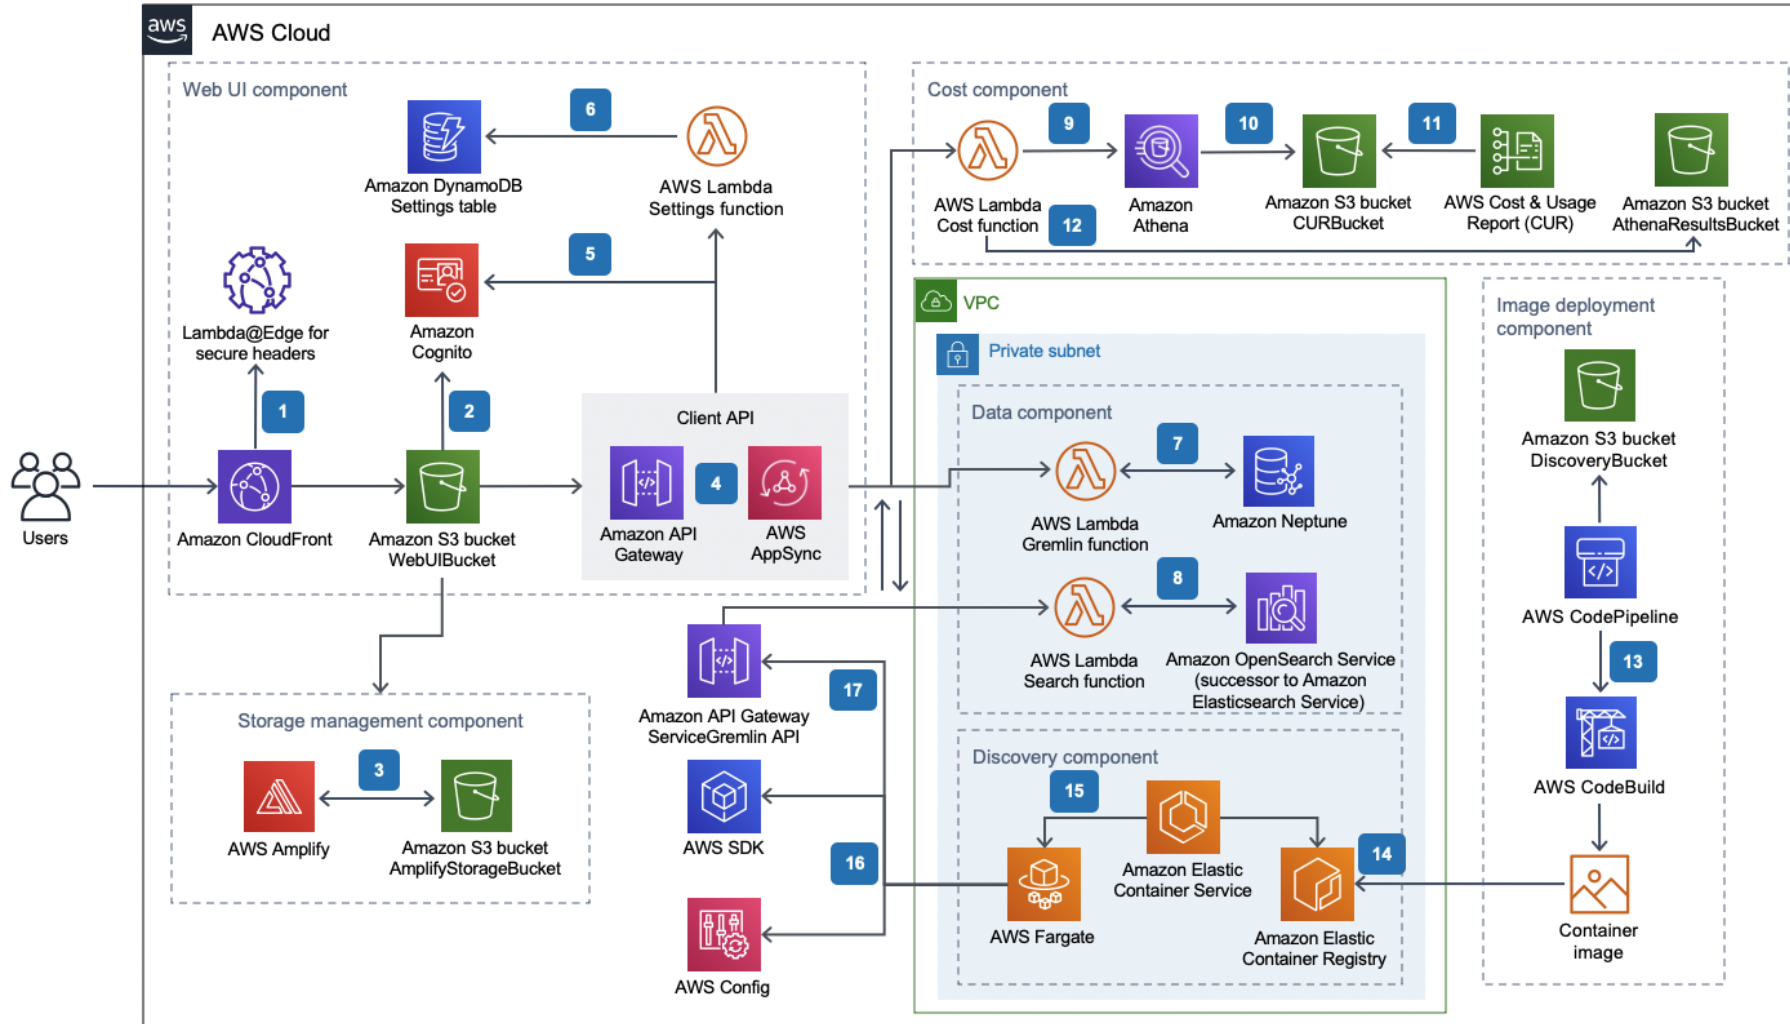 aws
AWS Cloud
Web UI component
6
Amazon DynamoDB
Settings table
AWS Lambda
Settings function
5
Lambda@Edge for
secure headers
Amazon
Cognito
1
2
Client API
4
Users
Amazon CloudFront
Amazon S3 bucket
WebUIBucket
Amazon API
Gateway
AWS
AppSync
Storage management component
3
AWS Amplify
Amazon S3 bucket
AmplifyStorageBucket
Amazon API Gateway
ServiceGremlin API
17
AWS SDK
16
AWS Config
Cost component
9
10
11
AWS Lambda
Cost function
12
Amazon
Athena
Amazon S3 bucket
CURBucket
AWS Cost & Usage
Report (CUR)
Amazon S3 bucket
AthenaResultsBucket
VPC
Private subnet
Data component
7
AWS Lambda
Gremlin function
Amazon Neptune
8
AWS Lambda
Search function
Amazon OpenSearch Service
(successor to Amazon
Elasticsearch Service)
Discovery component
15
Amazon Elastic
Container Service
14
AWS Fargate
Amazon Elastic
Container Registry
Image deployment
component
Amazon S3 bucket
DiscoveryBucket
AWS CodePipeline
13
AWS CodeBuild
Container
image